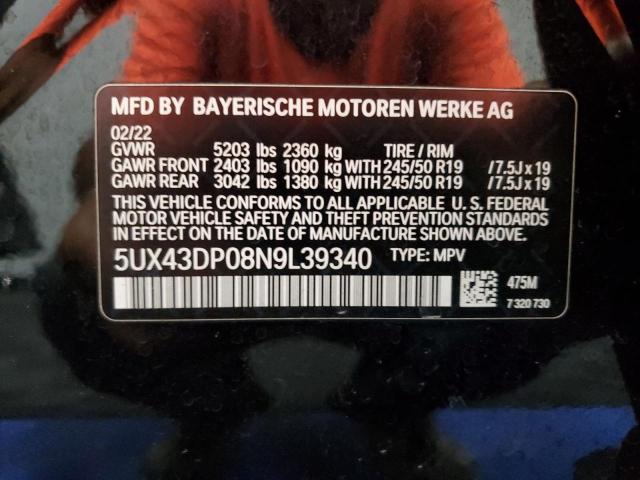 MFD BY BAYERISCHE MOTOREN WERKE AG
02/22
GVWR 5203 lbs 2360 kg TIRE / RIM
GAWR FRONT 2403 lbs 1090 kg WITH 245/50 R19 /7.5J x 19
GAWR REAR 3042 lbs 1380 kg WITH 245/50 R19 /7.5J x 19
THIS VEHICLE CONFORMS TO ALL APPLICABLE U. S. FEDERAL
MOTOR VEHICLE SAFETY AND THEFT PREVENTION STANDARDS
IN EFFECT ON THE DATE OF MANUFACTURE SHOWN ABOVE.
5UX43DP08N9L39340 TYPE: MPV
475M
7 320 730